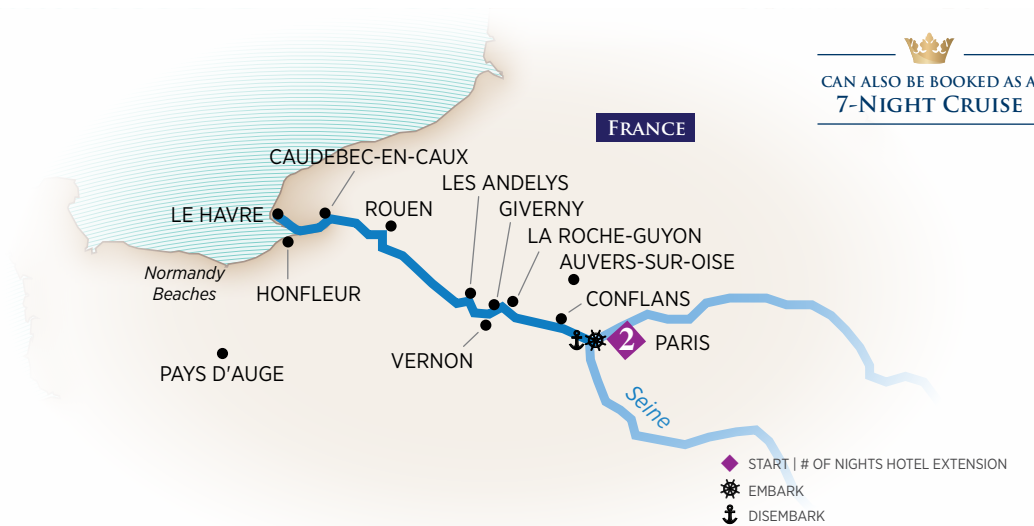 CAN ALSO BE BOOKED AS A
7-NIGHT CRUISE
FRANCE
CAUDEBEC-EN-CAUX
LES ANDELYS
LE HAVRE
ROUEN
GIVERNY
LA ROCHE-GUYON
AUVERS-SUR-OISE
Normandy
Beaches
HONFLEUR
CONFLANS
VERNON
2
PARIS
PAYS D'AUGE
Seine
START | # OF NIGHTS HOTEL EXTENSION
EMBARK
DISEMBARK